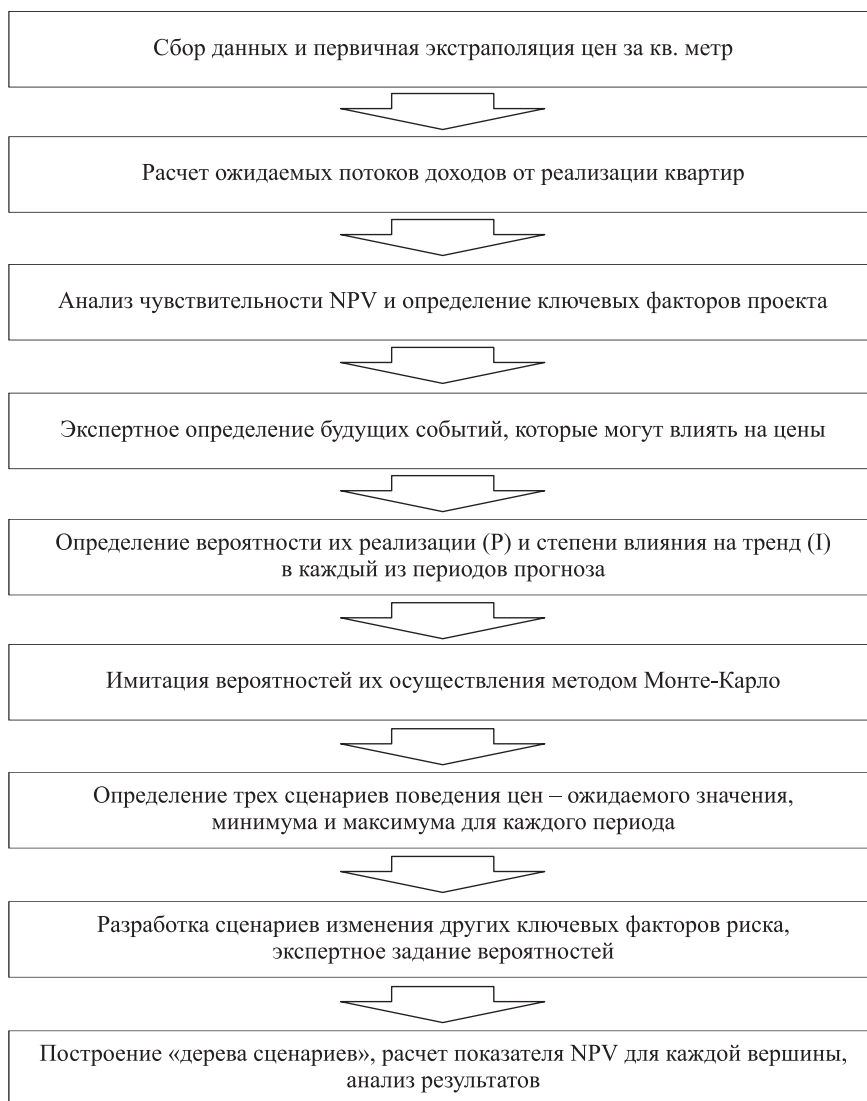 Сбор данных и первичная экстраполяция цен за кв. метр
Расчет ожидаемых потоков доходов от реализации квартир
Анализ чувствительности NPV и определение ключевых факторов проекта
Экспертное определение будущих событий, которые могут влиять на цены
Определение вероятности их реализации (P) и степени влияния на тренд (I)
в каждый из периодов прогноза
Имитация вероятностей их осуществления методом Монте-Карло
Определение трех сценариев поведения цен – ожидаемого значения,
минимума и максимума для каждого периода
Разработка сценариев изменения других ключевых факторов риска,
экспертное задание вероятностей
Построение «дерева сценариев», расчет показателя NPV для каждой вершины,
анализ результатов